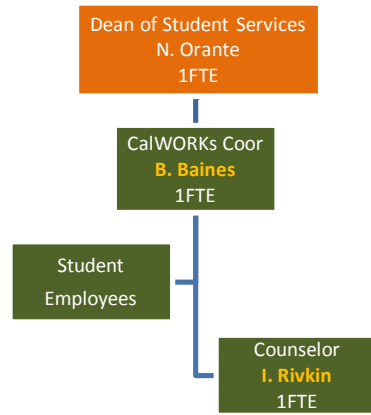 Dean of Student Services
N. Orante
1FTE
CalWORKs Coor
B. Baines
1FTE
Student
Employees
Counselor
I. Rivkin
1FTE